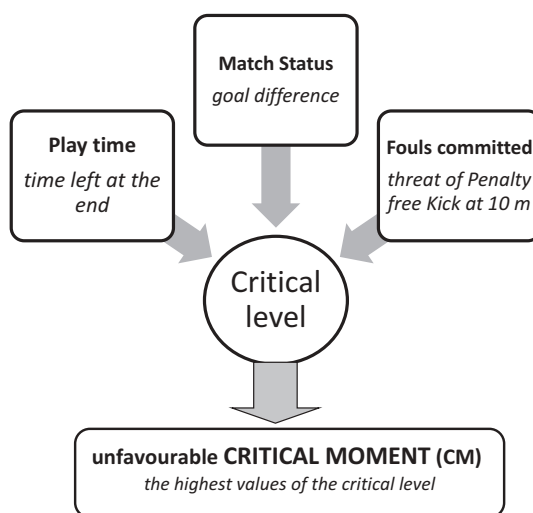 Match Status
goal difference
Play time
time left at the
end
Fouls committed
threat of Penalty
free Kick at 10 m
Critical
level
unfavourable CRITICAL MOMENT (CM)
the highest values of the critical level